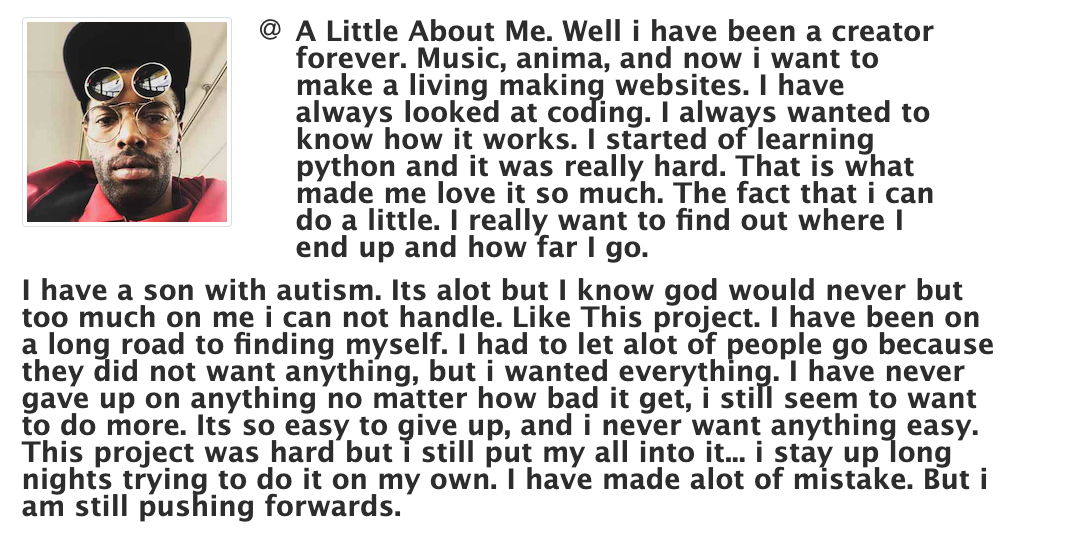 @ A Little About Me. Well i have been a creator
forever. Music, anima, and now i want to
make a living making websites. I have
always looked at coding. I always wanted to
know how it works. I started of learning
python and it was really hard. That is what
made me love it so much. The fact that i can
do a little. I really want to find out where I
end up and how far I go.
I have a son with autism. Its alot but I know god would never but
too much on me i can not handle. Like This project. I have been on
a long road to finding myself. I had to let alot of people go because
they did not want anything, but i wanted everything. I have never
gave up on anything no matter how bad it get, i still seem to want
to do more. Its so easy to give up, and i never want anything easy.
This project was hard but i still put my all into it... i stay up long
nights trying to do it on my own. I have made alot of mistake. But i
am still pushing forwards.